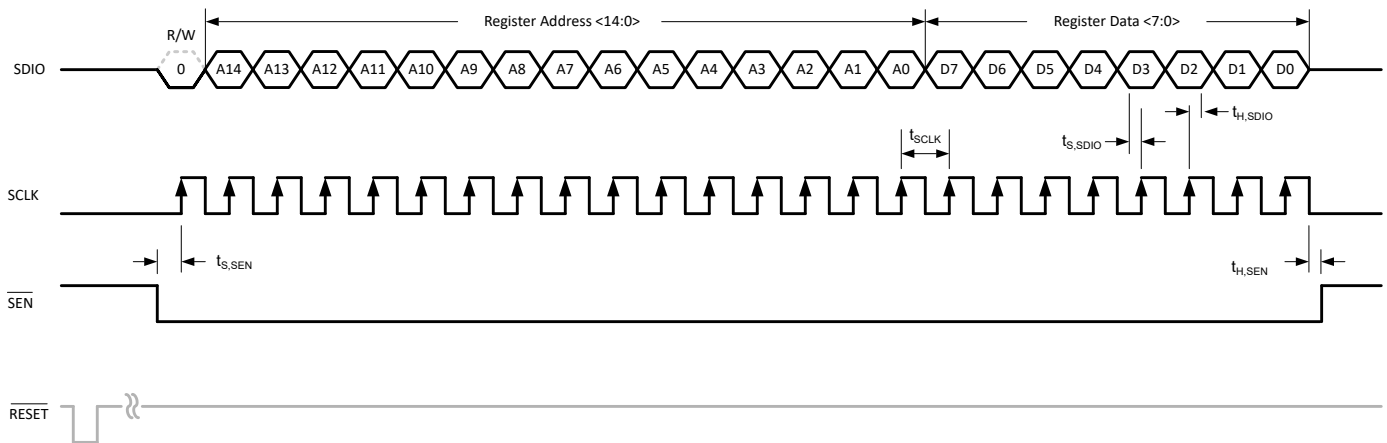 Register Address <14:0>
Register Data <7:0>
R/W
SDIO
0 A14 A13 A12 A11 A10 A9 A8 A7 A6 A5 A4 A3 A2 A1 A0 D7 D6 D5 D4 D3 D2 D1 D0
tH,SDIO
tSCLK
tS,SDIO
SCLK
tS,SEN
tH,SEN
SEN
RESET